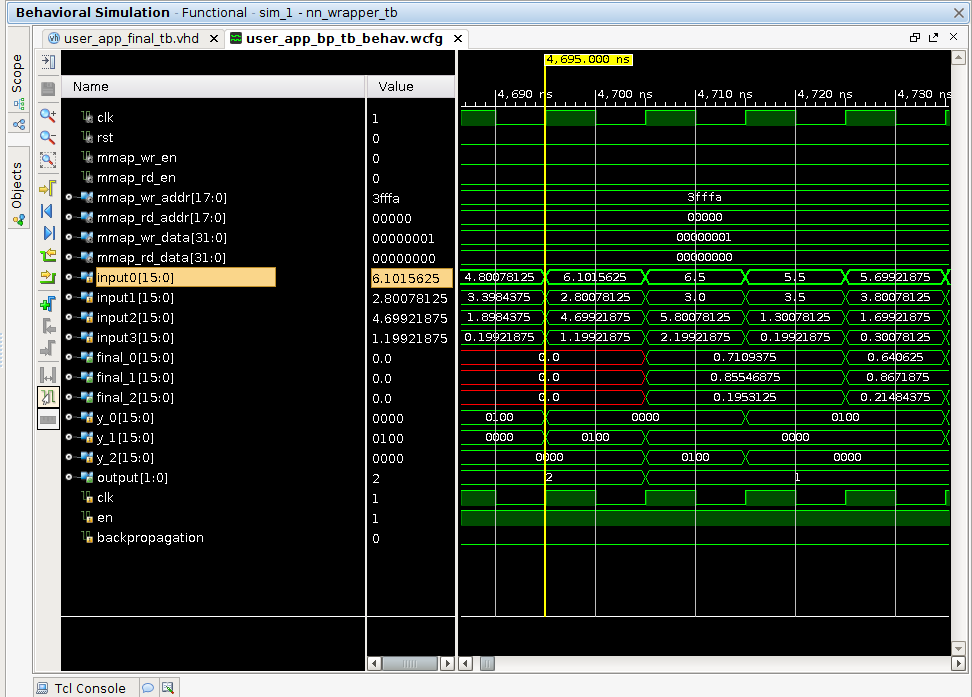 Behavioral Simulation - Functional - sim_1 - nn_wrapper_tb
user_app_final_tb.vhd
user_app_bp_tb_behav.wcfg
Scope
Objects
4,695.000 ns
Name Value
4,690 ns 4,700 ns 4,710 ns 4,720 ns 4,730 ns
clk 1
rst 0
mmap_wr_en 0
mmap_rd_en 0
mmap_wr_addr[17:0] 3fffa 3fffa
mmap_rd_addr[17:0] 00000 00000
mmap_wr_data[31:0] 00000001 00000001
mmap_rd_data[31:0] 00000000 00000000
input0[15:0] 6.1015625 4.80078125 6.1015625 6.5 5.5 5.69921875
input1[15:0] 2.80078125 3.3984375 2.80078125 3.0 3.5 3.80078125
input2[15:0] 4.69921875 1.8984375 4.69921875 5.80078125 1.30078125 1.69921875
input3[15:0] 1.19921875 0.19921875 1.19921875 2.19921875 0.19921875 0.30078125
final_0[15:0] 0.0 0.0 0.7109375 0.640625
final_1[15:0] 0.0 0.0 0.85546875 0.8671875
final_2[15:0] 0.0 0.0 0.1953125 0.21484375
y_0[15:0] 0000 0100 0000 0100
y_1[15:0] 0100 0000 0100 0000
y_2[15:0] 0000 0000 0100 0000
output[1:0] 2 2 1
clk 1
en 1
backpropagation 0
Tcl Console